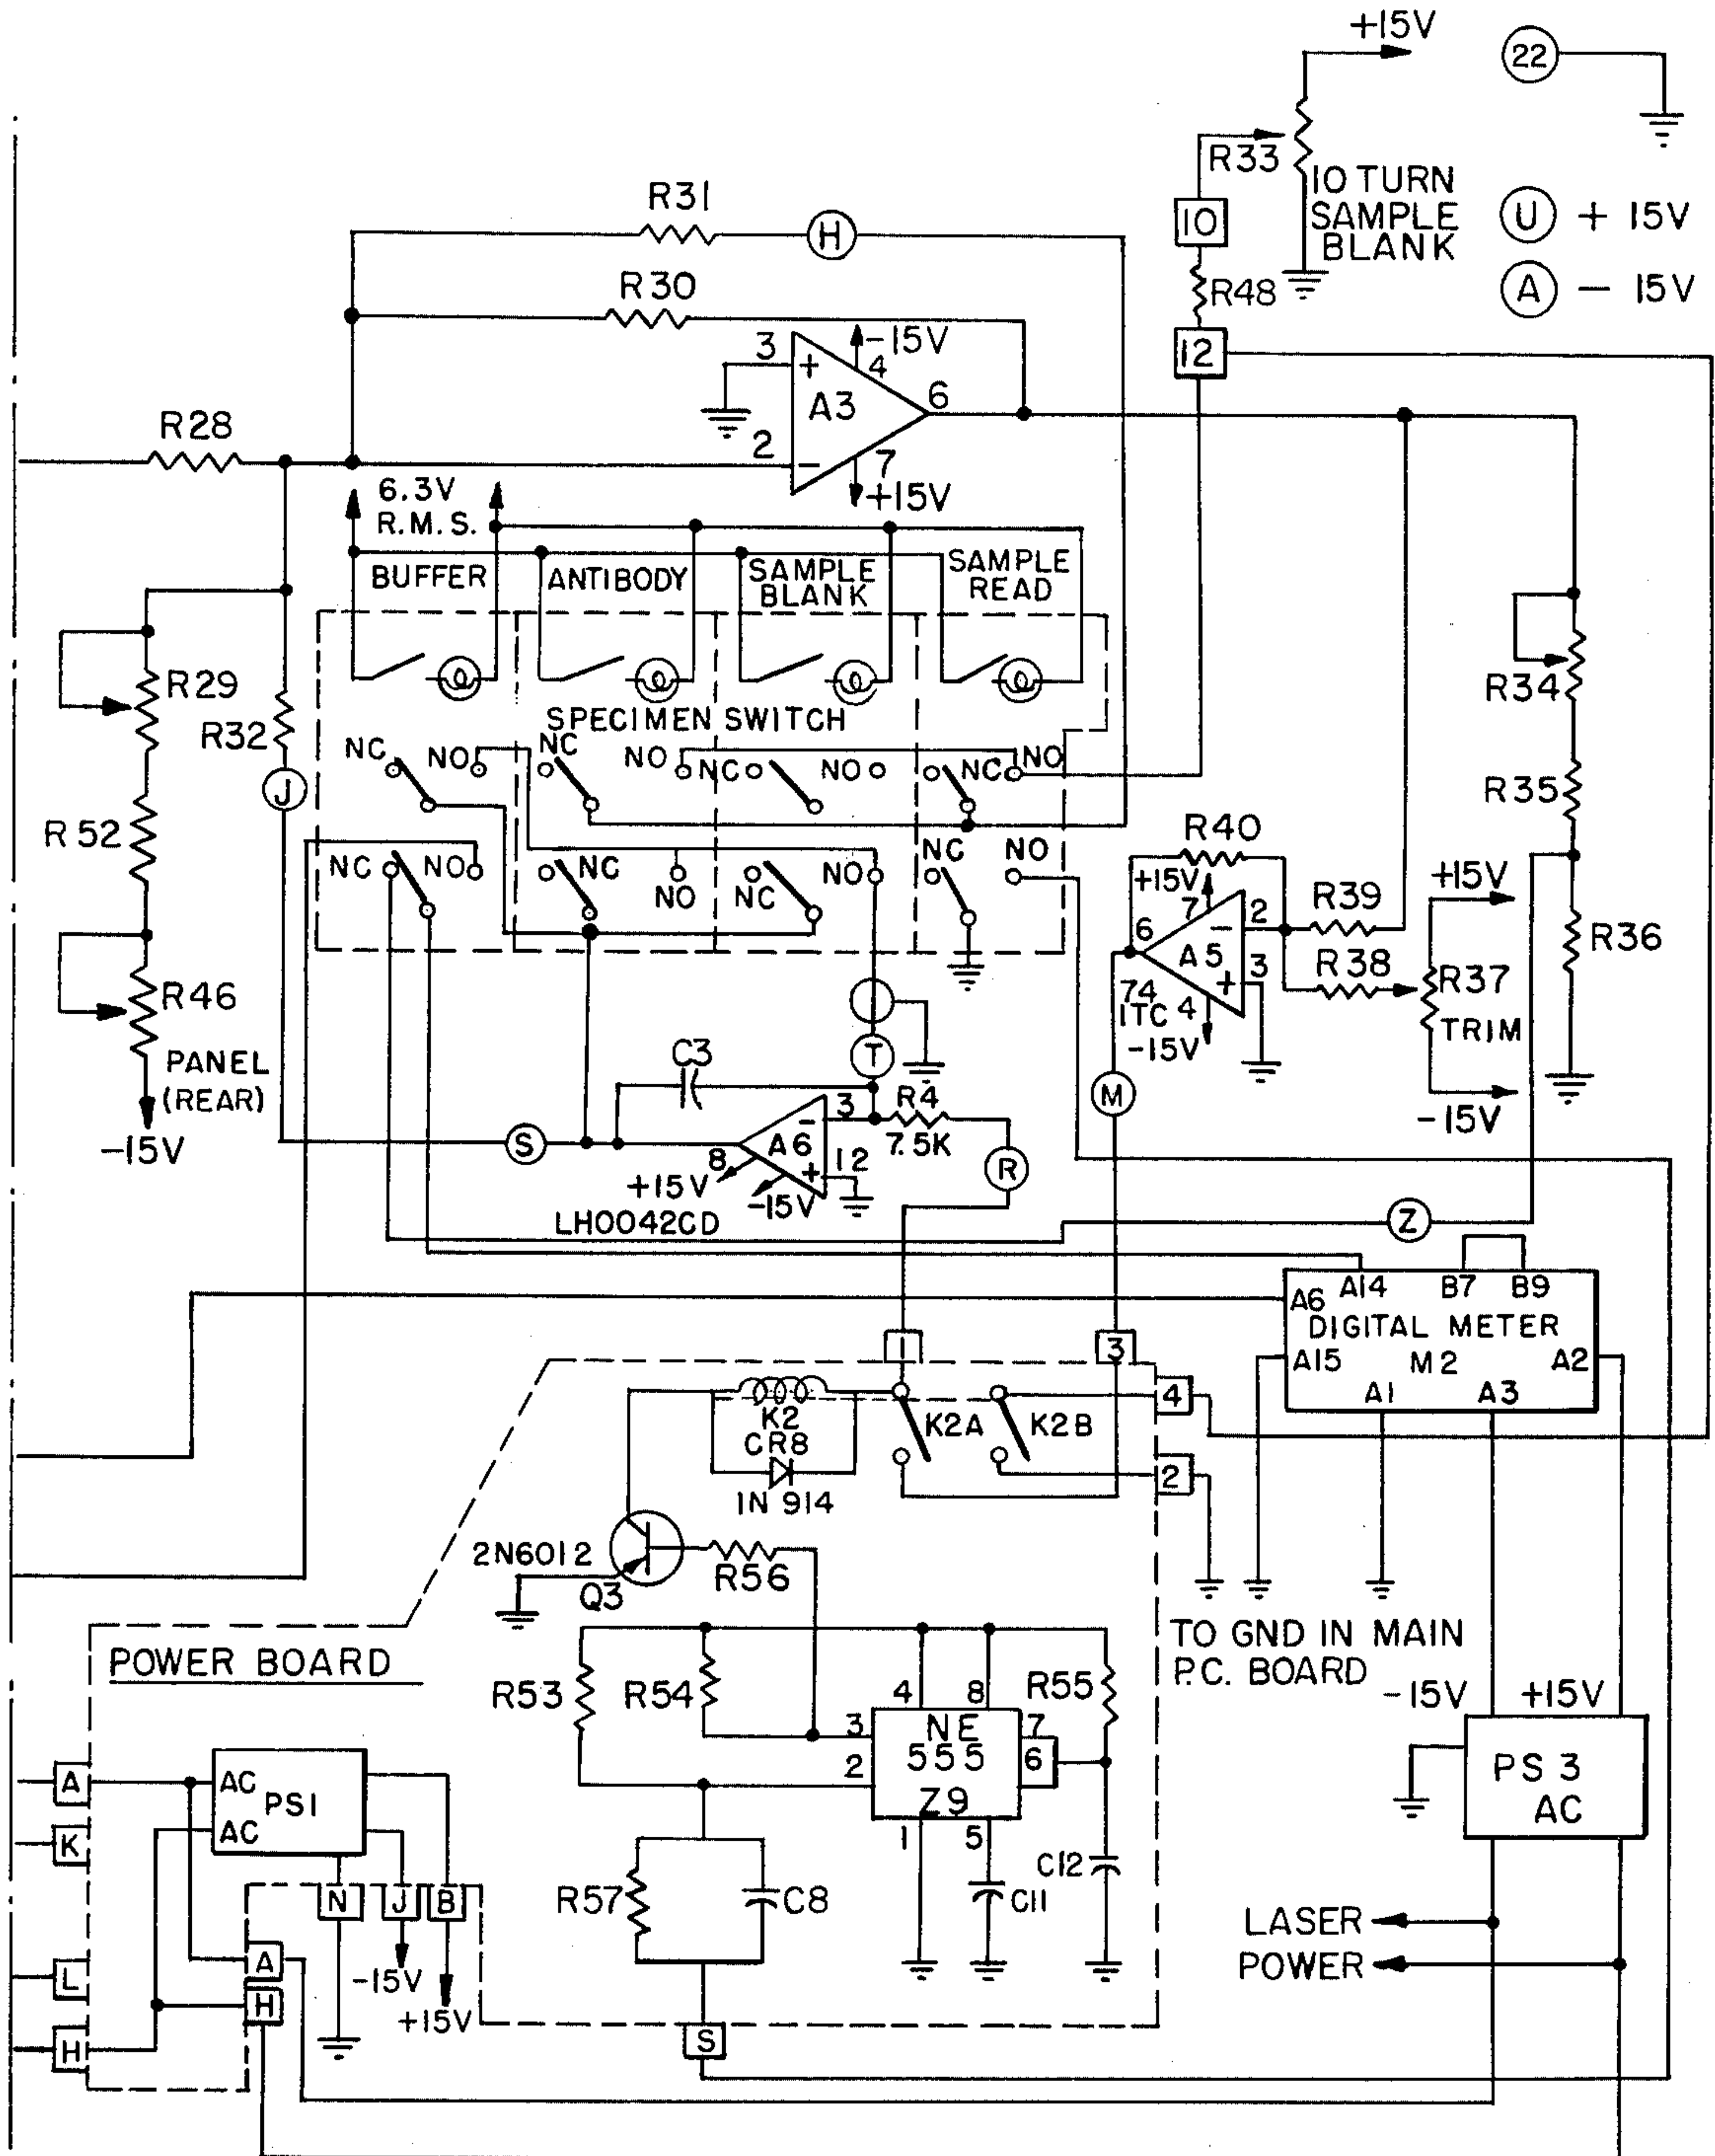 +15V
22
R33
10 TURN
SAMPLE
BLANK
10
U + 15V
A - 15V
R48
12
R31
H
R30
3
-15V
4
+
A3
6
2
-
7
+15V
R28
6.3V
R.M.S.
BUFFER
ANTIBODY
SAMPLE
BLANK
SAMPLE
READ
R29
R32
SPECIMEN SWITCH
NC
NO
NC
NO
NC
NO
NC
NO
J
R52
NC
NO
NC
NO
NC
NO
NC
NO
R34
R35
R40
+15V
7
6
2
-
A5
+
3
74
1TC
4
-15V
R39
R38
+15V
R37
TRIM
-15V
R36
R46
PANEL
(REAR)
-15V
C3
T
M
3
-
R4
7.5K
A6
8
+
12
S
+15V
-15V
LH0042CD
R
Z
A6
A14
B7
B9
DIGITAL METER
A15
M2
A2
A1
A3
1
3
4
K2
CR8
K2A
K2B
1N 914
2
2N6012
Q3
R56
TO GND IN MAIN
P.C. BOARD
POWER BOARD
R53
R54
4
8
R55
-15V
+15V
3
NE
7
555
6
2
Z9
1
5
PS 3
AC
A
AC
PS1
AC
K
C12
N
J
B
R57
C8
C11
LASER
POWER
A
-15V
L
H
+15V
H
S